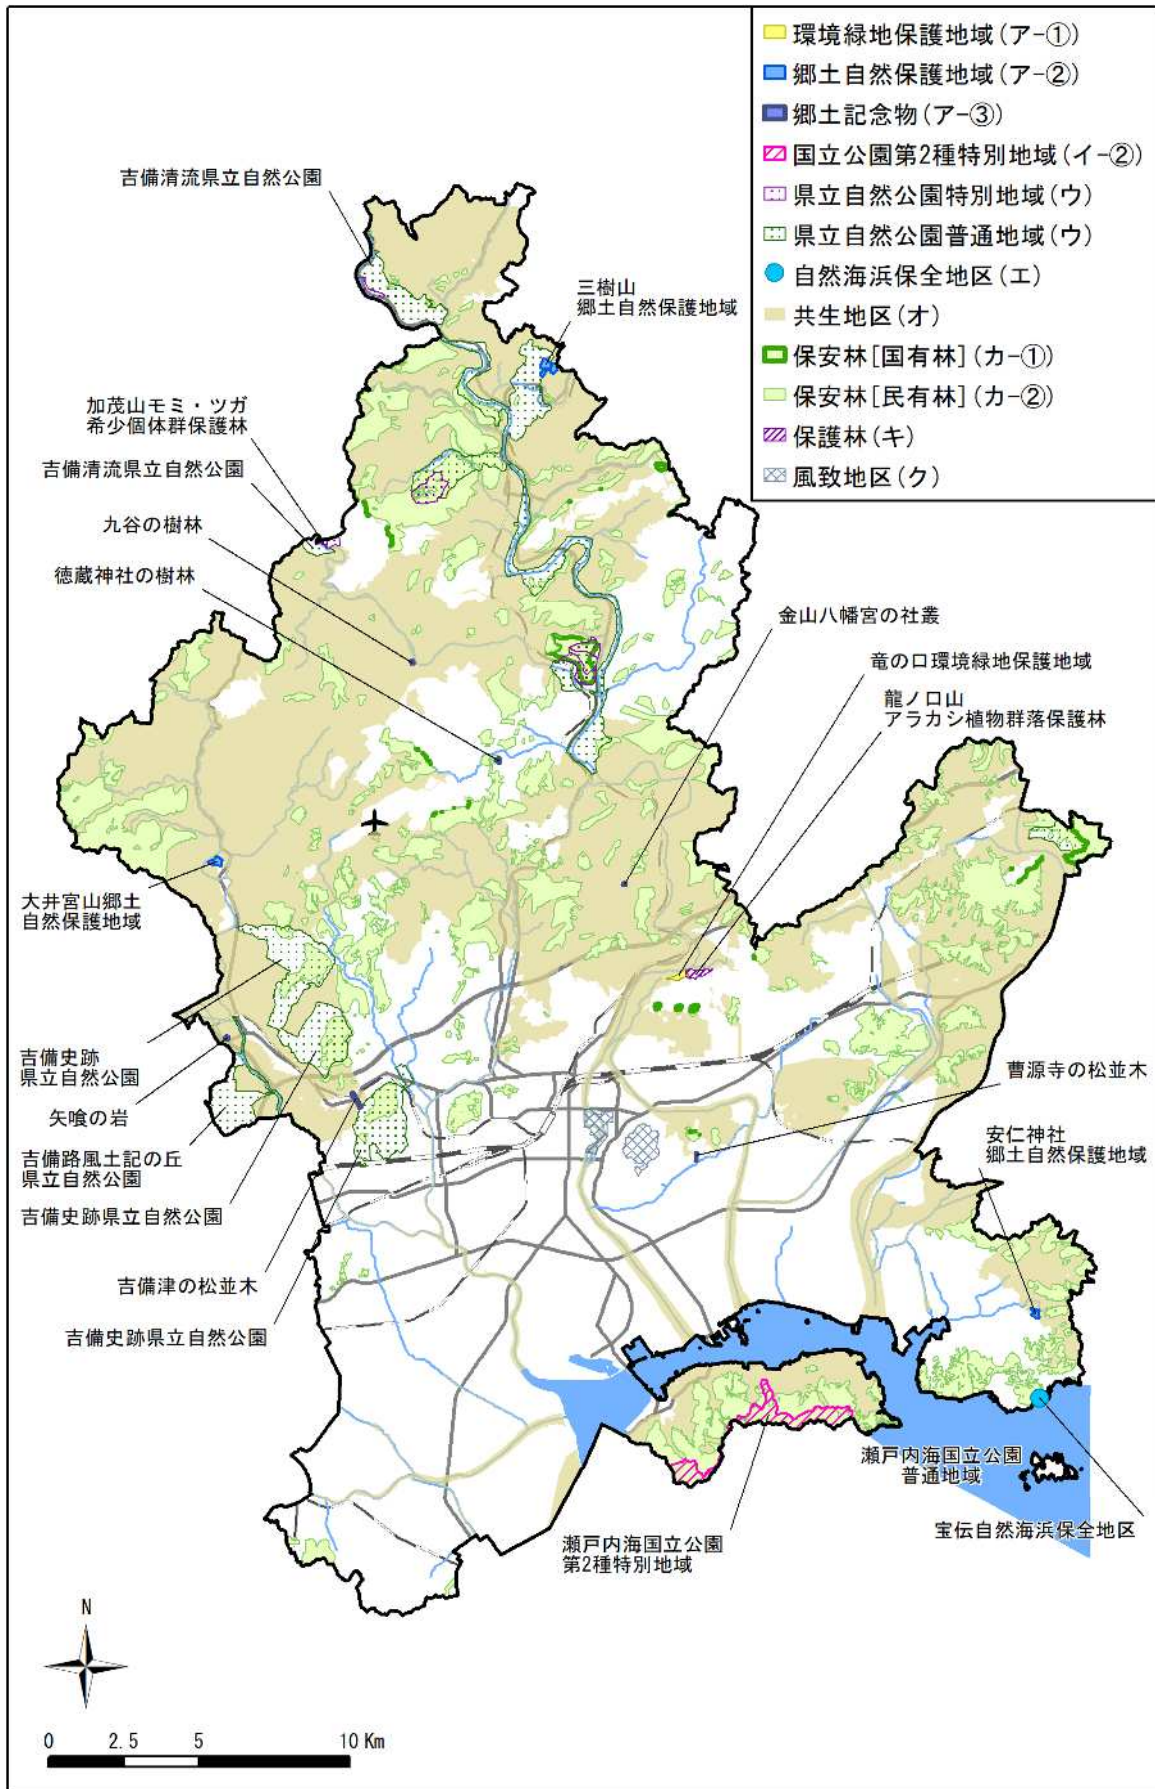 環境緑地保護地域(ア-①)
郷土自然保護地域(ア-②)
郷土記念物(ア-③)
国立公園第2種特別地域(イ-②)
県立自然公園特別地域(ウ)
県立自然公園普通地域(ウ)
自然海浜保全地区(エ)
共生地区(オ)
保安林[国有林](カ-①)
保安林[民有林](カ-②)
保護林(キ)
風致地区(ク)
吉備清流県立自然公園
三樹山
郷土自然保護地域
加茂山モミ・ツガ
希少個体群保護林
吉備清流県立自然公園
九谷の樹林
徳蔵神社の樹林
金山八幡宮の社叢
竜の口環境緑地保護地域
龍ノ口山
アラカシ植物群落保護林
大井宮山郷土
自然保護地域
吉備史跡
県立自然公園
矢喰の岩
吉備路風土記の丘
県立自然公園
吉備史跡県立自然公園
吉備津の松並木
吉備史跡県立自然公園
曹源寺の松並木
安仁神社
郷土自然保護地域
瀬戸内海国立公園
普通地域
宝伝自然海浜保全地区
瀬戸内海国立公園
第2種特別地域
N
0 2.5 5 10 Km